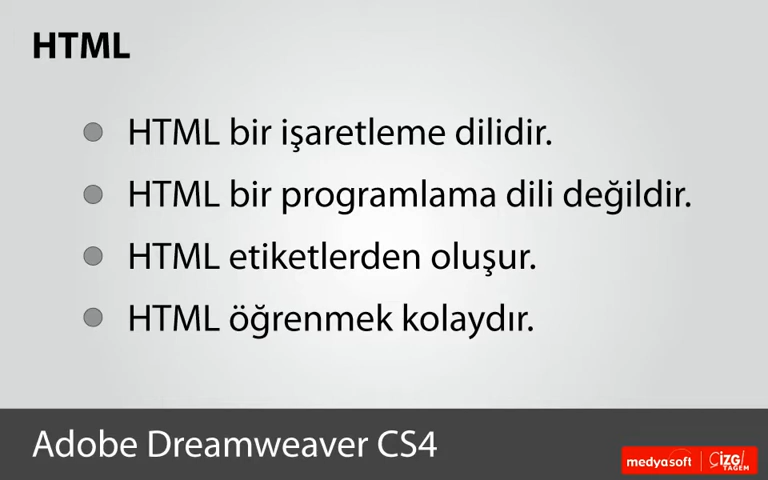 HTML
HTML bir işaretleme dilidir.
HTML bir programlama dili değildir.
HTML etiketlerden oluşur.
HTML öğrenmek kolaydır.
Adobe Dreamweaver CS4
medyasoft
ÇİZGİ
TAGEM